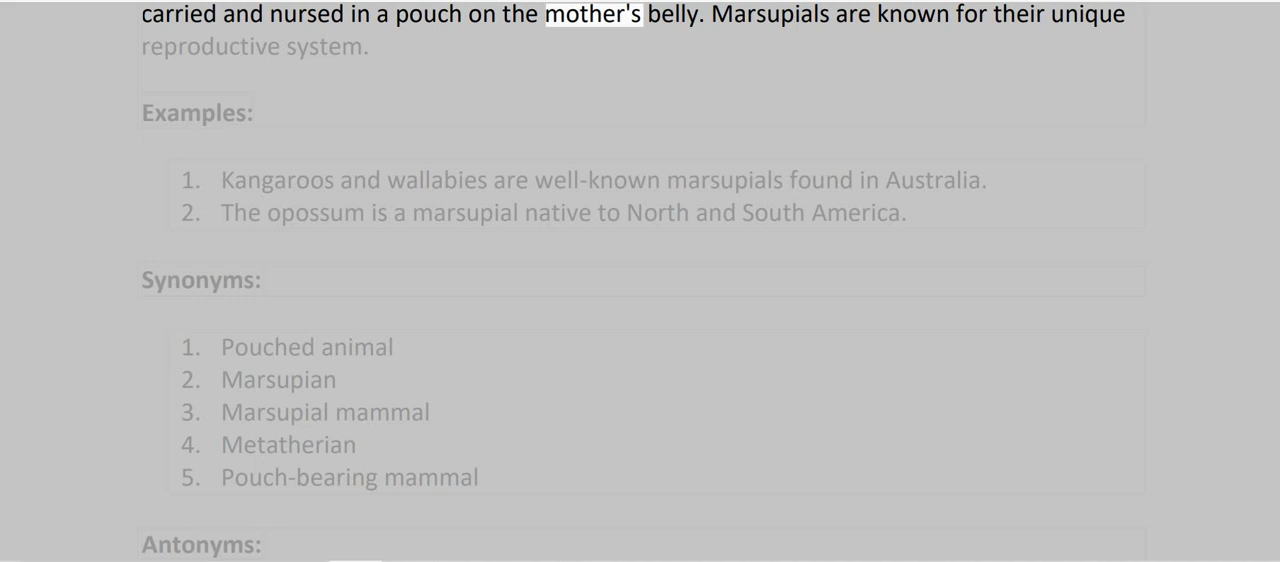 carried and nursed in a pouch on the mother's belly. Marsupials are known for their unique
reproductive system.
Examples:
1. Kangaroos and wallabies are well-known marsupials found in Australia.
2. The opossum is a marsupial native to North and South America.
Synonyms:
1. Pouched animal
2. Marsupian
3. Marsupial mammal
4. Metatherian
5. Pouch-bearing mammal
Antonyms: